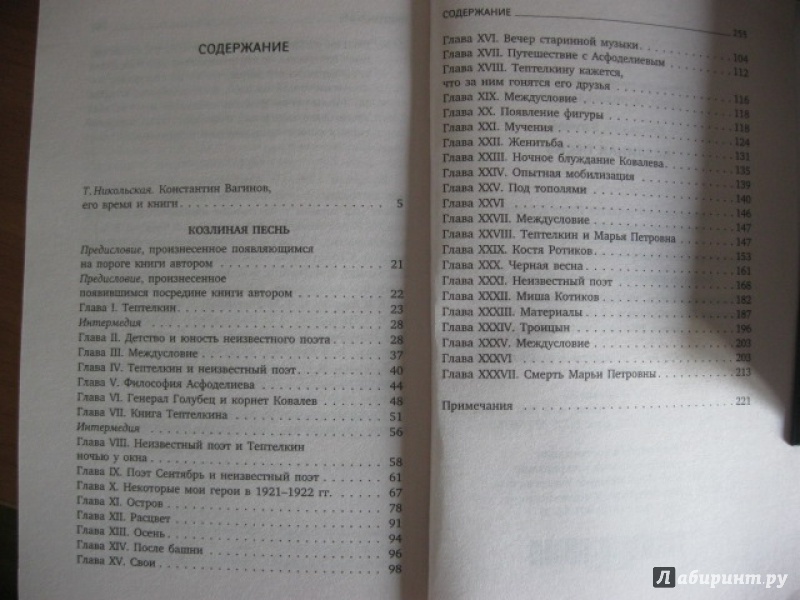 СОДЕРЖАНИЕ
Т. Никольская. Константин Вагинов,
его время и книги . . . 5
КОЗЛИНАЯ ПЕСНЬ
Предисловие, произнесенное появляющимся
на пороге книги автором . . . 21
Предисловие, произнесенное
появившимся посредине книги автором . . . 22
Глава I. Тептелкин . . . 23
Интермедия . . . 28
Глава II. Детство и юность неизвестного поэта . . . 28
Глава III. Междусловие . . . 37
Глава IV. Тептелкин и неизвестный поэт . . . 40
Глава V. Философия Асфоделиева . . . 44
Глава VI. Генерал Голубец и корнет Ковалев . . . 48
Глава VII. Книга Тептелкина . . . 51
Интермедия . . . 56
Глава VIII. Неизвестный поэт и Тептелкин
ночью у окна . . . 58
Глава IX. Поэт Сентябрь и неизвестный поэт . . . 61
Глава X. Некоторые мои герои в 1921–1922 гг. . . . 67
Глава XI. Остров . . . 78
Глава XII. Расцвет . . . 91
Глава XIII. Осень . . . 94
Глава XIV. После башни . . . 96
Глава XV. Свои . . . 98
СОДЕРЖАНИЕ 255
Глава XVI. Вечер старинной музыки . . . 104
Глава XVII. Путешествие с Асфоделиевым . . . 112
Глава XVIII. Тептелкину кажется,
что за ним гонятся его друзья . . . 116
Глава XIX. Междусловие . . . 118
Глава XX. Появление фигуры . . . 118
Глава XXI. Мучения . . . 124
Глава XXII. Женитьба . . . 131
Глава XXIII. Ночное блуждание Ковалева . . . 135
Глава XXIV. Опытная мобилизация . . . 139
Глава XXV. Под тополями . . . 140
Глава XXVI . . . 146
Глава XXVII. Междусловие . . . 147
Глава XXVIII. Тептелкин и Марья Петровна . . . 147
Глава XXIX. Костя Ротиков . . . 153
Глава XXX. Черная весна . . . 161
Глава XXXI. Неизвестный поэт . . . 168
Глава XXXII. Миша Котиков . . . 182
Глава XXXIII. Материалы . . . 187
Глава XXXIV. Троицын . . . 196
Глава XXXV. Междусловие . . . 203
Глава XXXVI . . . 203
Глава XXXVII. Смерть Марьи Петровны . . . 213
Примечания . . . 221
Лабиринт.ру